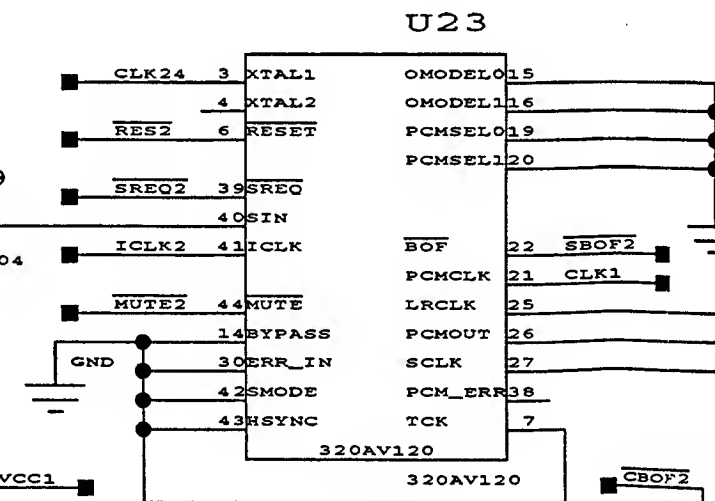 U23
CLK24 3 XTAL1 OMODEL0 15
4 XTAL2 OMODEL1 16
RES2 6 RESET PCMSEL0 19
PCMSEL1 20
SREQ2 39 SREQ
40 SIN
04 ICLK2 41 ICLK BOF 22 SBOF2
PCMCLK 21 CLK1
MUTE2 44 MUTE LRCLK 25
14 BYPASS PCMOUT 26
GND 30 ERR_IN SCLK 27
42 SMODE PCM_ERR 38
43 HSYNC TCK 7
320AV120
VCC1 320AV120 CBOF2